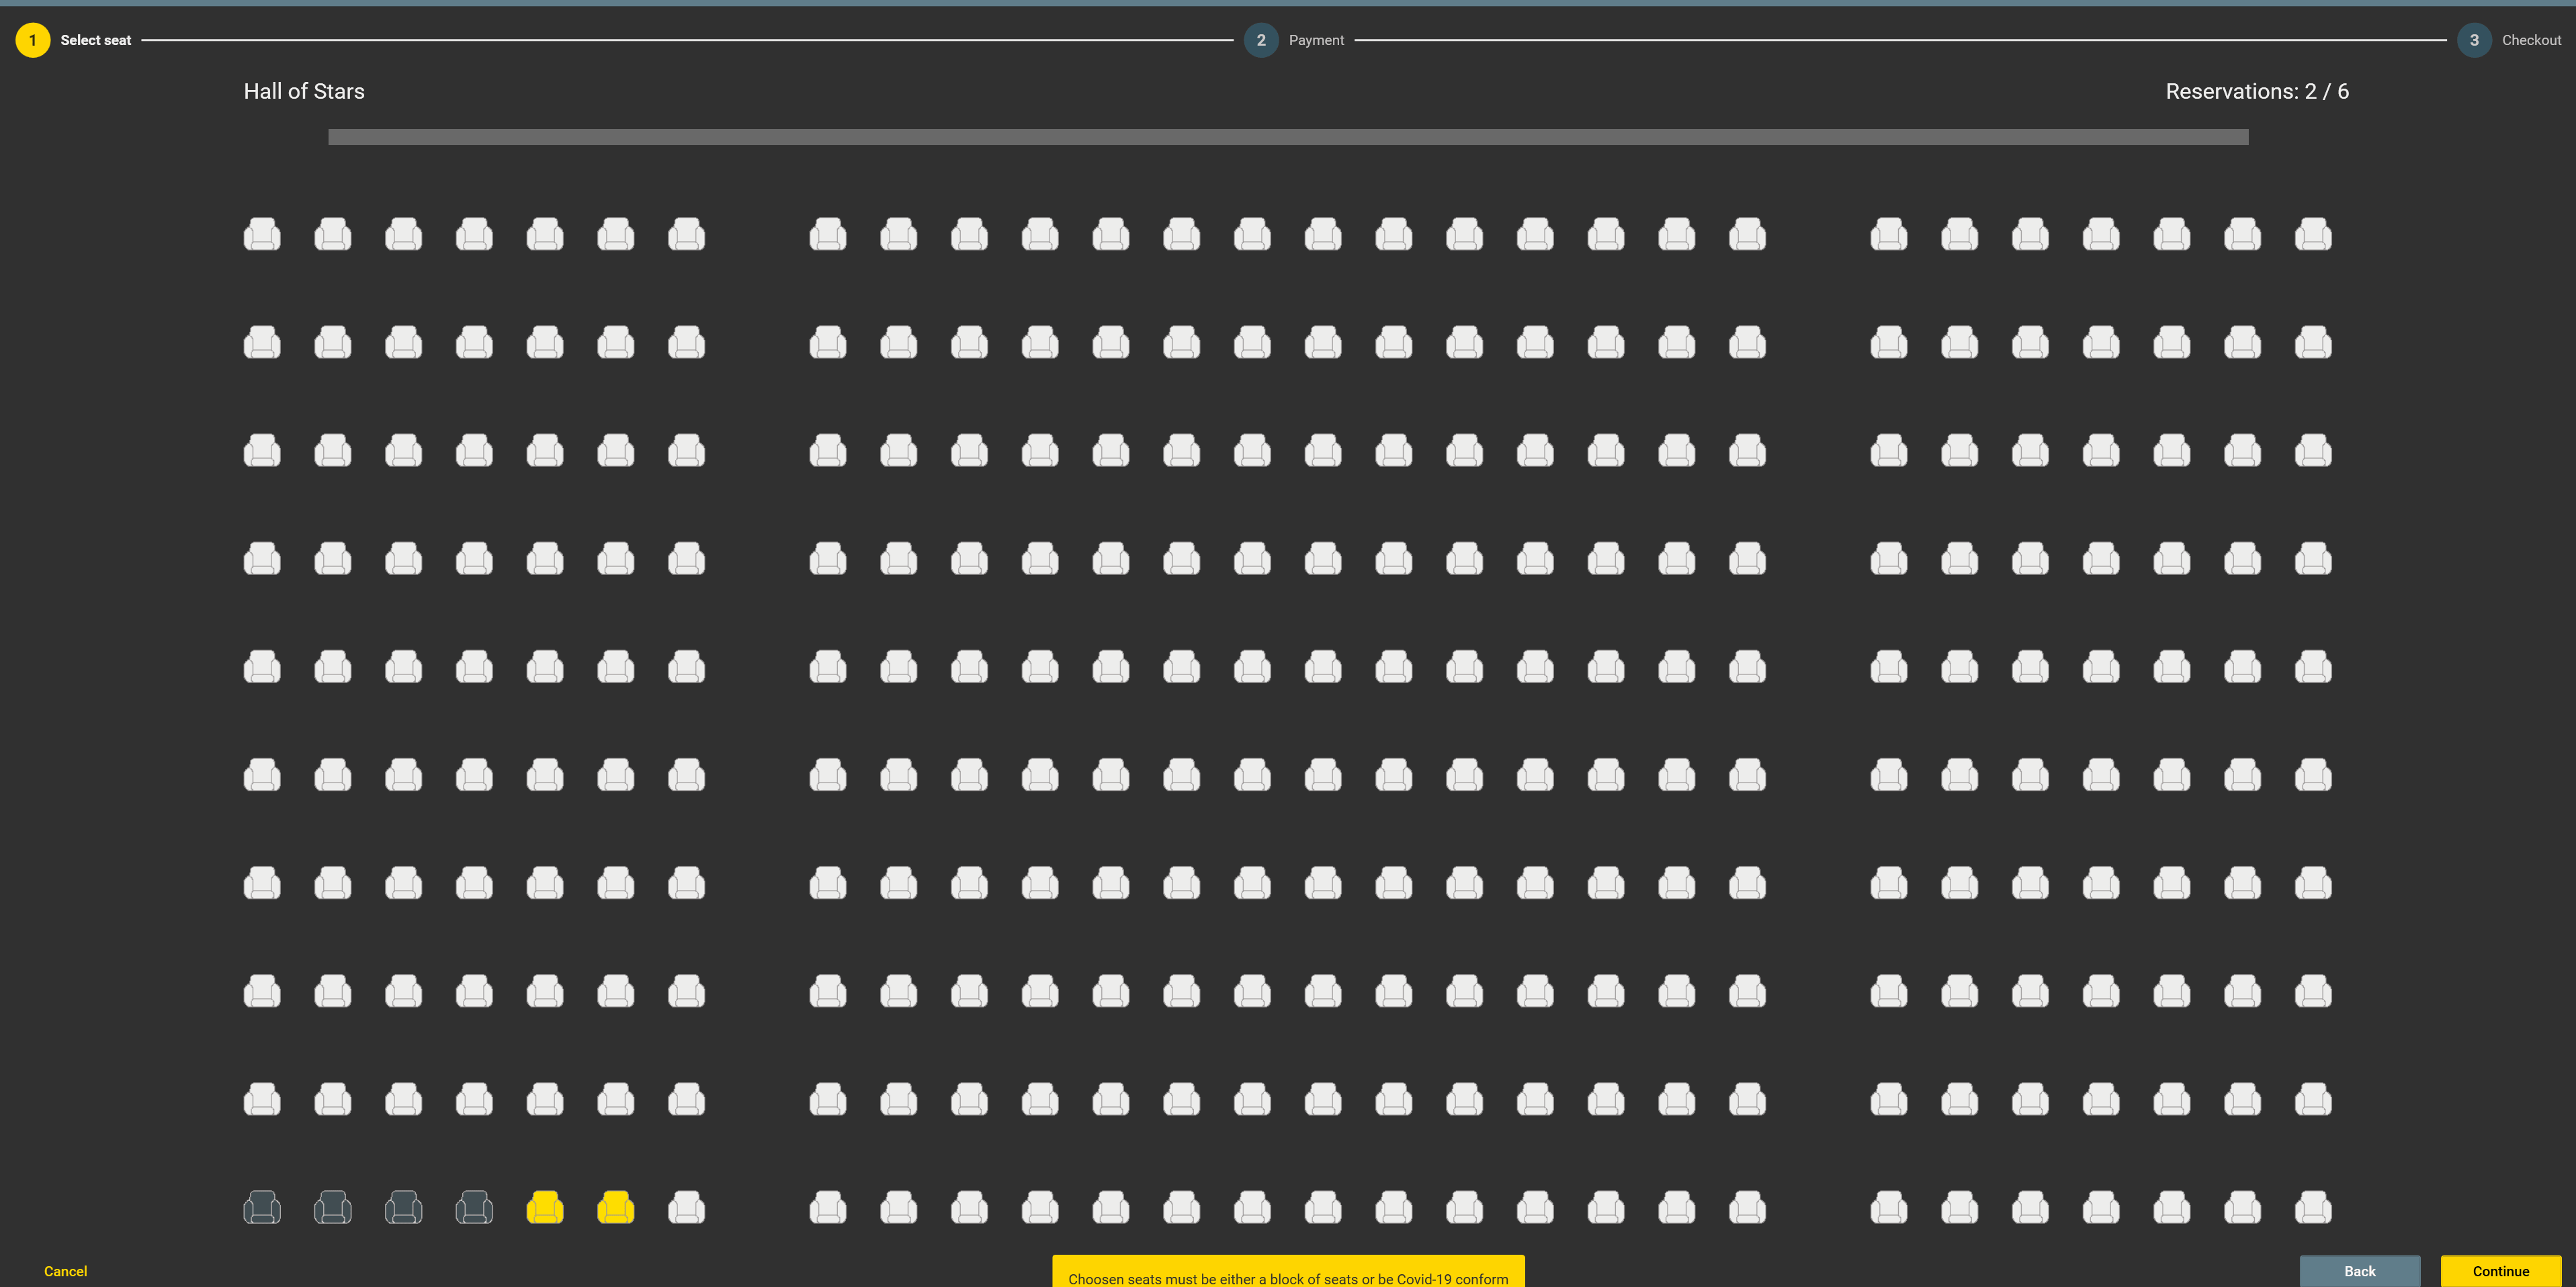 1 Select seat 2 Payment 3 Checkout
Hall of Stars Reservations: 2 / 6
Cancel Choosen seats must be either a block of seats or be Covid-19 conform Back Continue